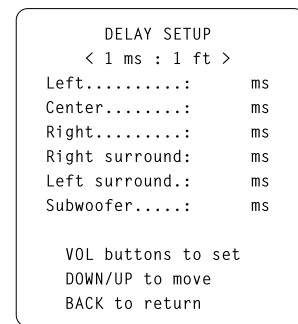 DELAY SETUP
< 1 ms : 1 ft >
Left..........: ms
Center........: ms
Right.........: ms
Right surround: ms
Left surround.: ms
Subwoofer.....: ms
VOL buttons to set
DOWN/UP to move
BACK to return